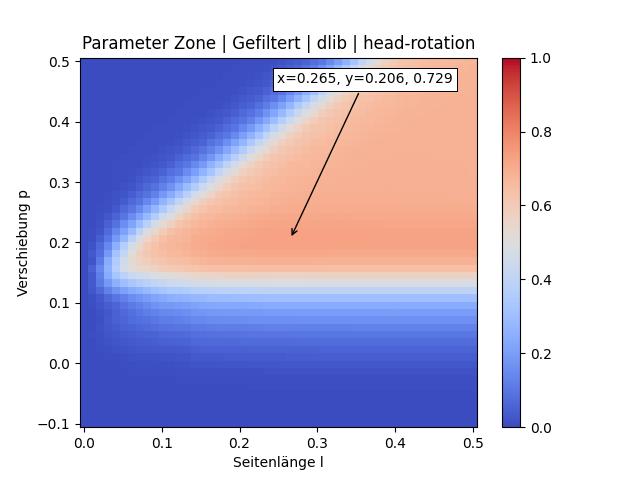 Parameter Zone | Gefiltert | dlib | head-rotation
x=0.265, y=0.206, 0.729
0.5
0.4
0.3
0.2
0.1
0.0
−0.1
Verschiebung p
0.0 0.1 0.2 0.3 0.4 0.5
Seitenlänge l
1.0
0.8
0.6
0.4
0.2
0.0